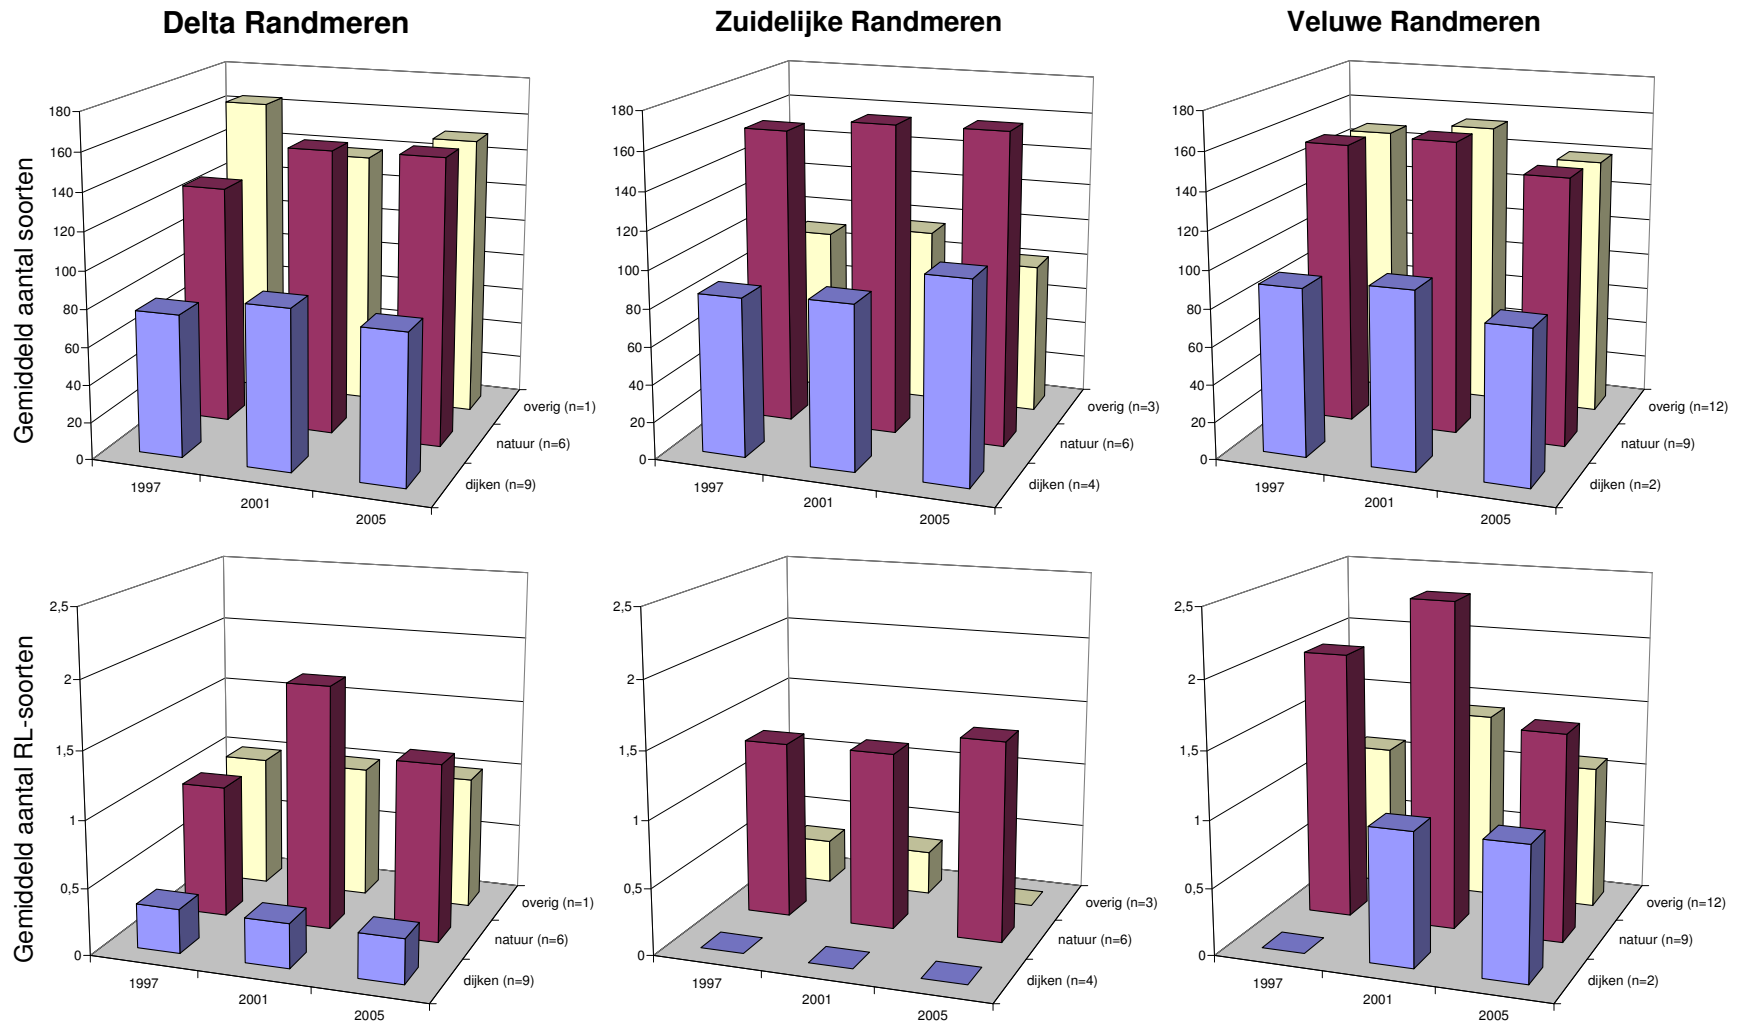 Delta Randmeren
Zuidelijke Randmeren
Veluwe Randmeren
Gemiddeld aantal soorten
180
160
140
120
100
80
60
40
20
0
1997
2001
2005
overig (n=1)
natuur (n=6)
dijken (n=9)
180
160
140
120
100
80
60
40
20
0
1997
2001
2005
overig (n=3)
natuur (n=6)
dijken (n=4)
180
160
140
120
100
80
60
40
20
0
1997
2001
2005
overig (n=12)
natuur (n=9)
dijken (n=2)
Gemiddeld aantal RL-soorten
2,5
2
1,5
1
0,5
0
1997
2001
2005
overig (n=1)
natuur (n=6)
dijken (n=9)
2,5
2
1,5
1
0,5
0
1997
2001
2005
overig (n=3)
natuur (n=6)
dijken (n=4)
2,5
2
1,5
1
0,5
0
1997
2001
2005
overig (n=12)
natuur (n=9)
dijken (n=2)